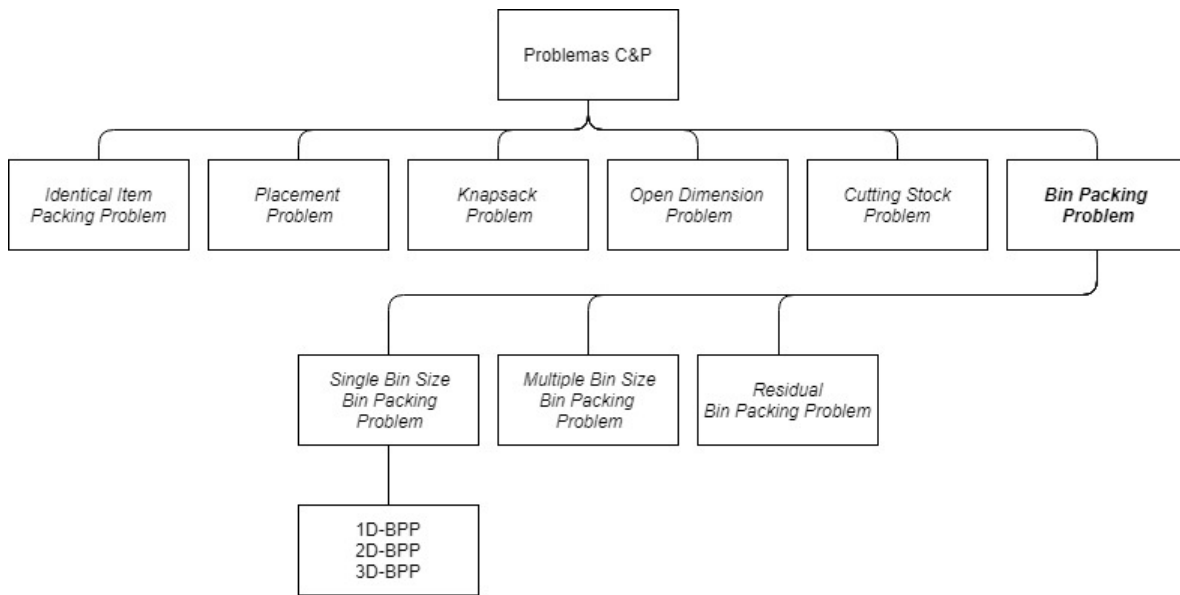 Problemas C&P
Identical Item
Packing Problem
Placement
Problem
Knapsack
Problem
Open Dimension
Problem
Cutting Stock
Problem
Bin Packing
Problem
Single Bin Size
Bin Packing
Problem
Multiple Bin Size
Bin Packing
Problem
Residual
Bin Packing Problem
1D-BPP
2D-BPP
3D-BPP